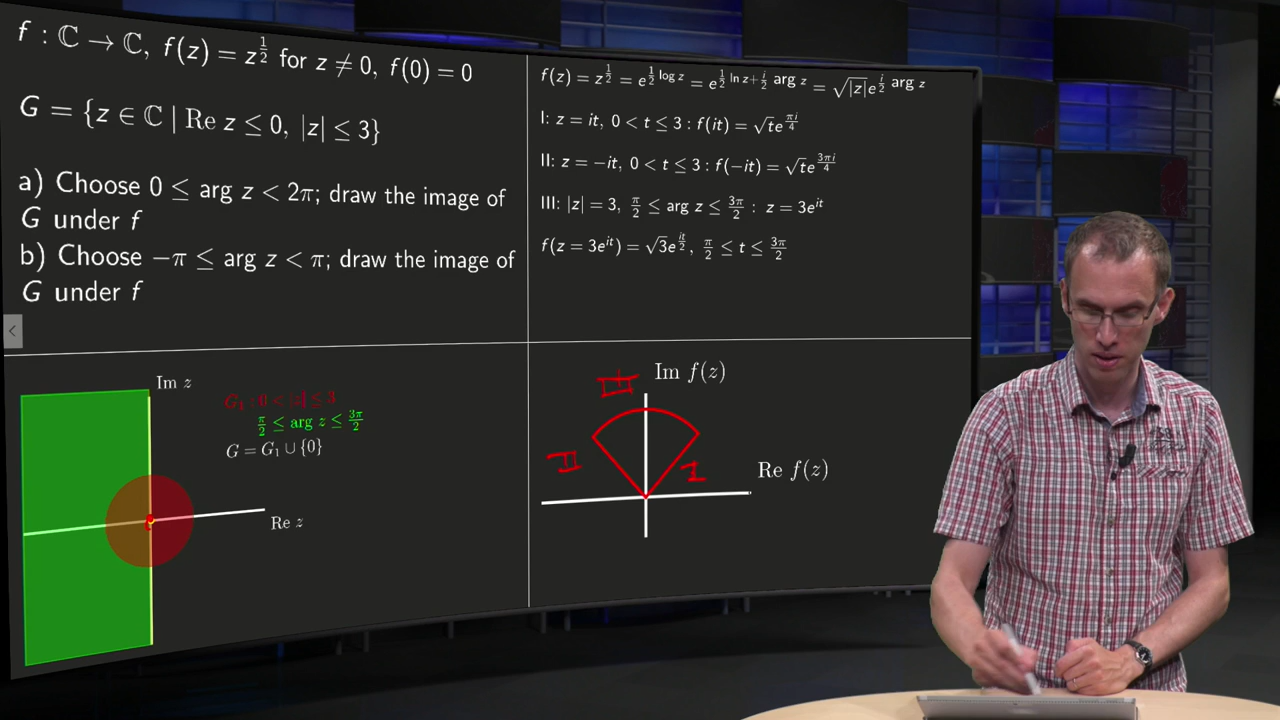 f : ℂ → ℂ, f(z) = z^{1/2} for z ≠ 0, f(0) = 0
G = {z ∈ ℂ | Re z ≤ 0, |z| ≤ 3}
a) Choose 0 ≤ arg z < 2π; draw the image of
G under f
b) Choose −π ≤ arg z < π; draw the image of
G under f
f(z) = z^{1/2} = e^{1/2 log z} = e^{1/2 ln z + i/2 arg z} = √|z| e^{i/2 arg z}
I: z = it, 0 < t ≤ 3 : f(it) = √t e^{πi/4}
II: z = −it, 0 < t ≤ 3 : f(−it) = √t e^{3πi/4}
III: |z| = 3, π/2 ≤ arg z ≤ 3π/2 : z = 3e^{it}
f(z = 3e^{it}) = √3 e^{it/2}, π/2 ≤ t ≤ 3π/2
Im z
G₁ : 0 < |z| ≤ 3
π/2 ≤ arg z ≤ 3π/2
G = G₁ ∪ {0}
Re z
Im f(z)
III
II
I
Re f(z)